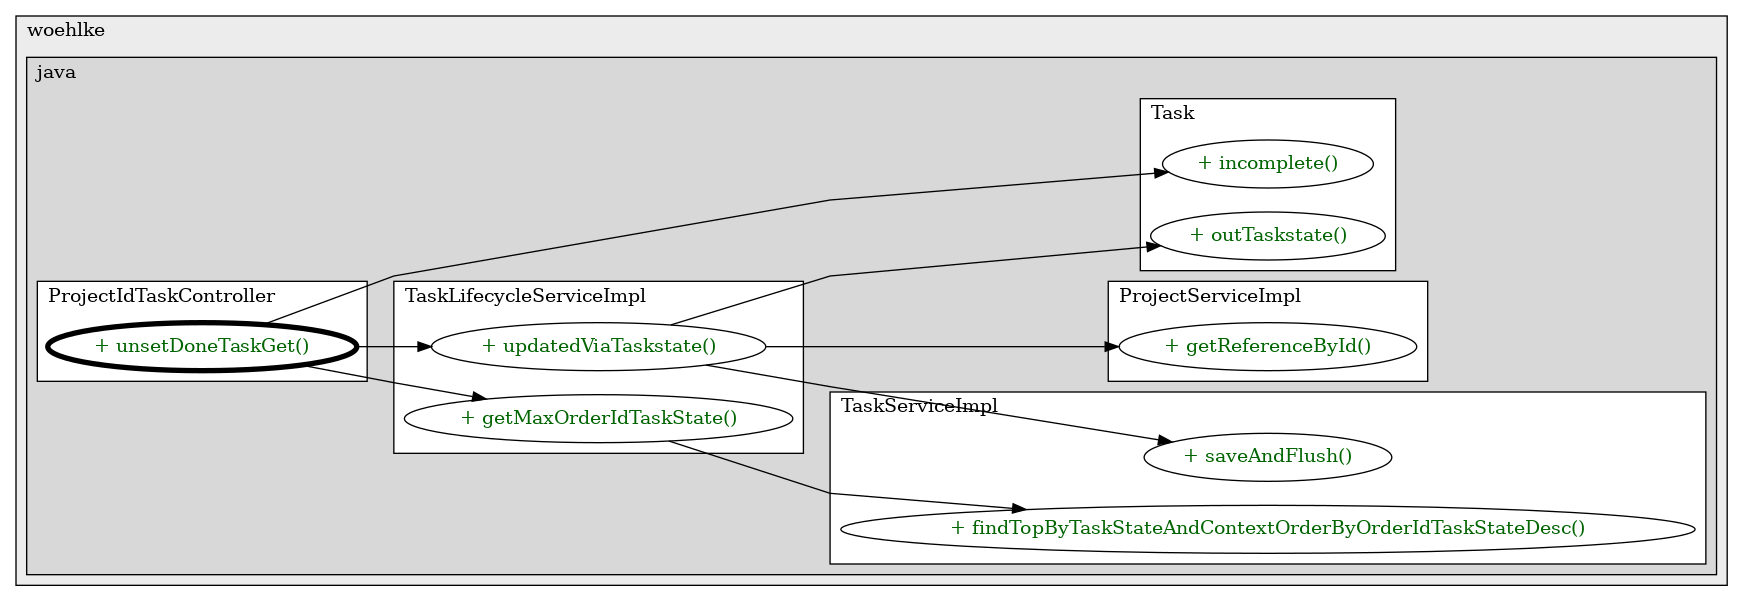 woehlke
java
Task
+ incomplete()
+ outTaskstate()
ProjectIdTaskController
+ unsetDoneTaskGet()
TaskLifecycleServiceImpl
+ updatedViaTaskstate()
+ getMaxOrderIdTaskState()
ProjectServiceImpl
+ getReferenceById()
TaskServiceImpl
+ saveAndFlush()
+ findTopByTaskStateAndContextOrderByOrderIdTaskStateDesc()